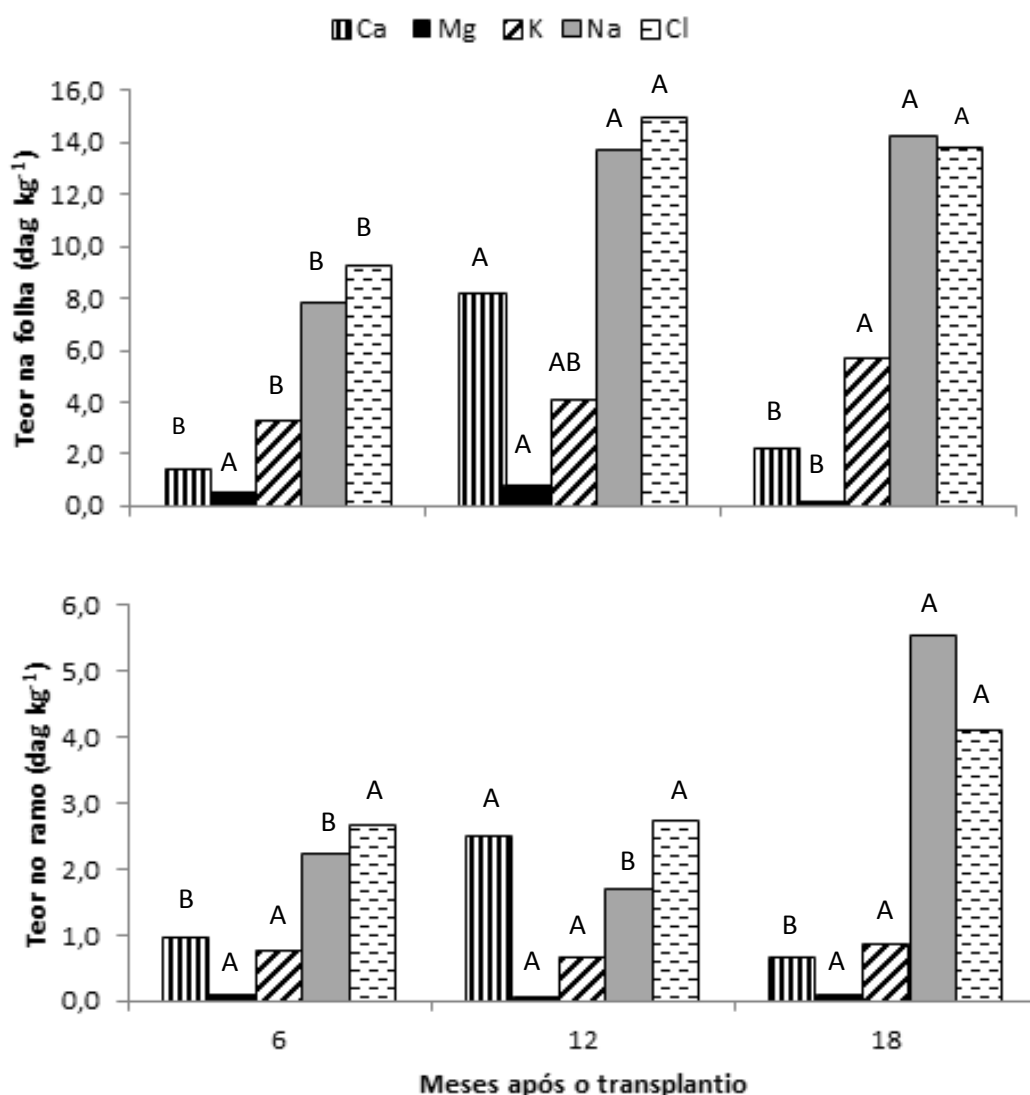 Ca Mg K Na Cl
Teor na folha (dag kg⁻¹)
16,0
14,0
12,0
10,0
8,0
6,0
4,0
2,0
0,0
B A B B B
A A AB A A
B B A A A
Teor no ramo (dag kg⁻¹)
6,0
5,0
4,0
3,0
2,0
1,0
0,0
B A A B A
A A A B A
B A A A A
6 12 18
Meses após o transplantio